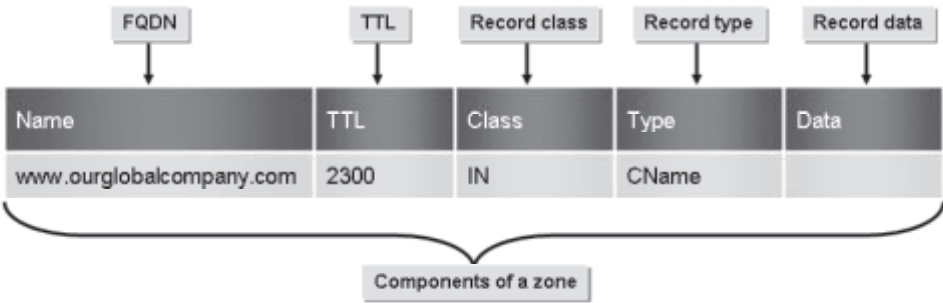 FQDN TTL Record class Record type Record data
Name TTL Class Type Data
www.ourglobalcompany.com 2300 IN CName
Components of a zone